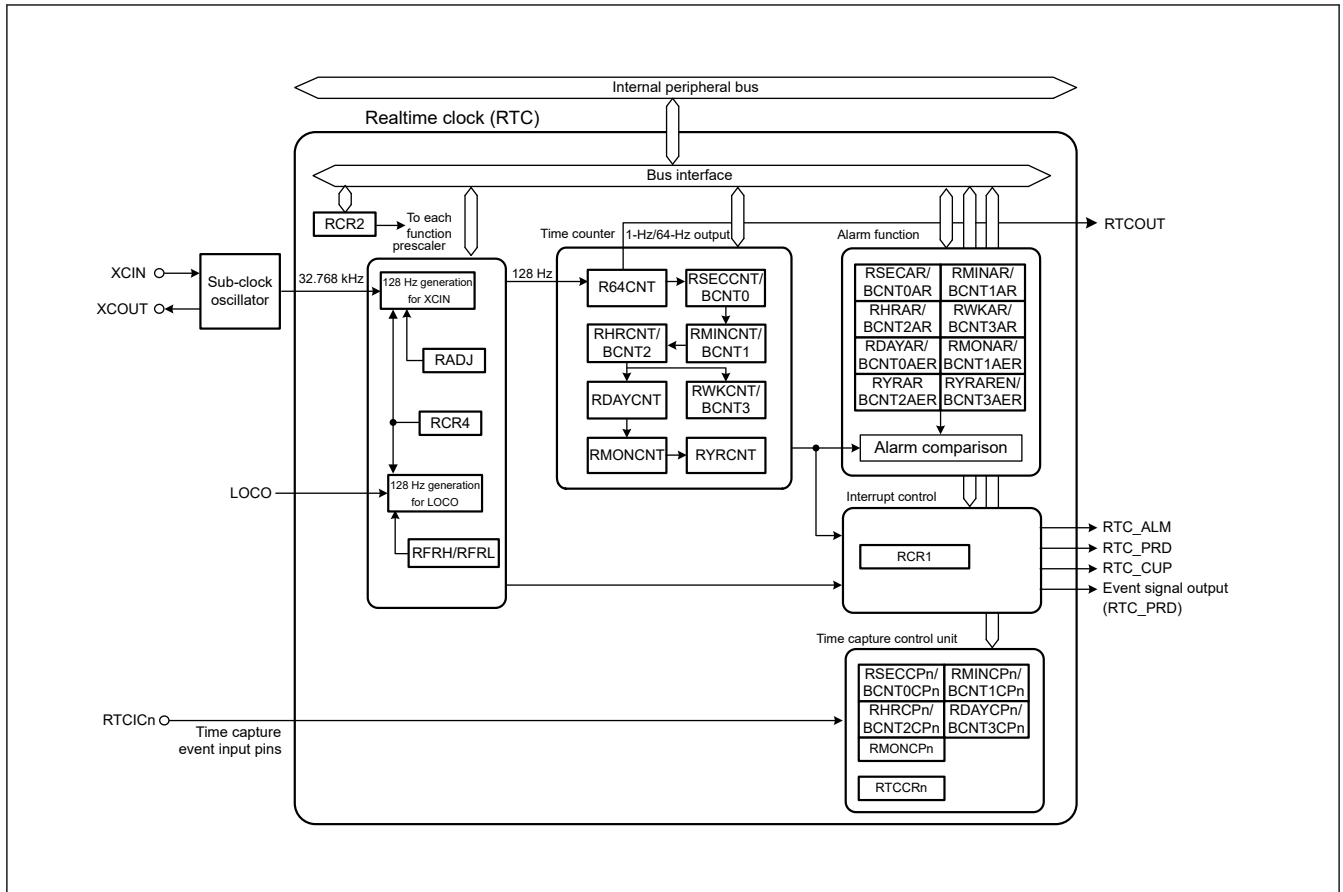 Internal peripheral bus
Realtime clock (RTC)
Bus interface
RCR2
To each
function
prescaler
Time counter
1-Hz/64-Hz output
Alarm function
RTCOUT
XCIN
XCOUT
Sub-clock
oscillator
32.768 kHz
128 Hz generation
for XCIN
RADJ
RCR4
LOCO
128 Hz generation
for LOCO
RFRH/RFRL
128 Hz
R64CNT
RSECCNT/
BCNT0
RHRCNT/
BCNT2
RMINCNT/
BCNT1
RDAYCNT
RWKCNT/
BCNT3
RMONCNT
RYRCNT
RSECAR/
BCNT0AR
RMINAR/
BCNT1AR
RHRAR/
BCNT2AR
RWKAR/
BCNT3AR
RDAYAR/
BCNT0AER
RMONAR/
BCNT1AER
RYRAR
BCNT2AER
RYRAREN/
BCNT3AER
Alarm comparison
Interrupt control
RCR1
RTC_ALM
RTC_PRD
RTC_CUP
Event signal output
(RTC_PRD)
Time capture control unit
RSECCPn/
BCNT0CPn
RMINCPn/
BCNT1CPn
RHRCPn/
BCNT2CPn
RDAYCPn/
BCNT3CPn
RMONCPn
RTCCRn
RTCICn
Time capture
event input pins